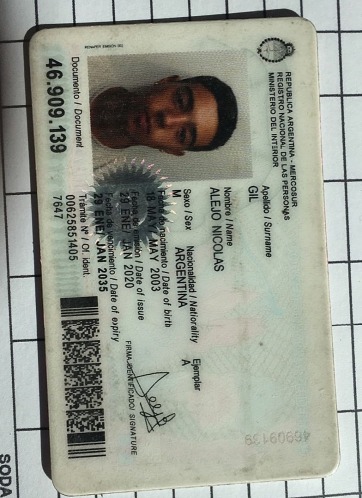 REPUBLICA ARGENTINA - MERCOSUR
REGISTRO NACIONAL DE LAS PERSONAS
MINISTERIO DEL INTERIOR
Apellido / Surname
GIL
Nombre / Name
ALEJO NICOLAS
Sexo / Sex Nacionalidad / Nationality Ejemplar
M ARGENTINA A
Fecha de nacimiento / Date of birth
18 MAY/ MAY 2003
Fecha de emisión / Date of issue
29 ENE/ JAN 2020
Fecha de vencimiento / Date of expiry
29 ENE/ JAN 2035
FIRMA IDENTIFICADO/ SIGNATURE
Documento / Document
46.909.139
Trámite Nº / Of. ident.
00625851405
7647
46909139
SODA